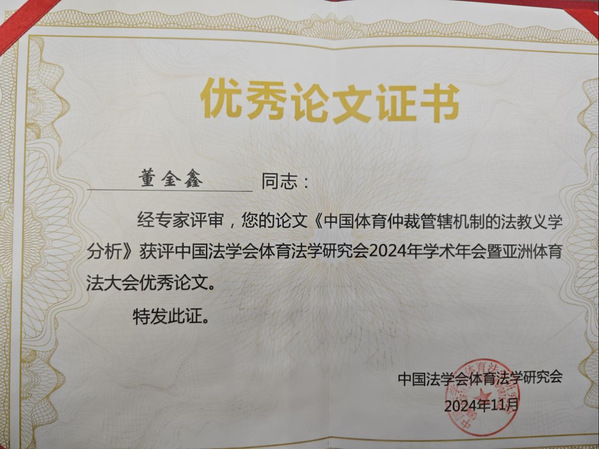 优秀论文证书
董金鑫 同志：
经专家评审，您的论文《中国体育仲裁管辖机制的法教义学
分析》获评中国法学会体育法学研究会2024年学术年会暨亚洲体育
法大会优秀论文。
特发此证。
中国法学会体育法学研究会
2024年11月